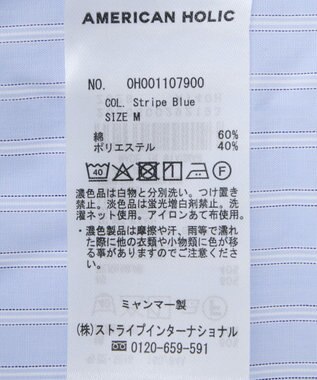 AMERICAN HOLIC
NO. OH001107900
COL. Stripe Blue
SIZE M
綿 60%
ポリエステル 40%
40
濃色品は白物と分別洗い。つけ置き
禁止。淡色品は蛍光増白剤禁止。洗
濯ネット使用。アイロンあて布使用。
・濃色製品は摩擦や汗、雨等で濡れ
た際に他の衣類や小物類に色が移
る事がありますのでご注意下さい。
ミャンマー製
(株)ストライプインターナショナル
0120-659-591